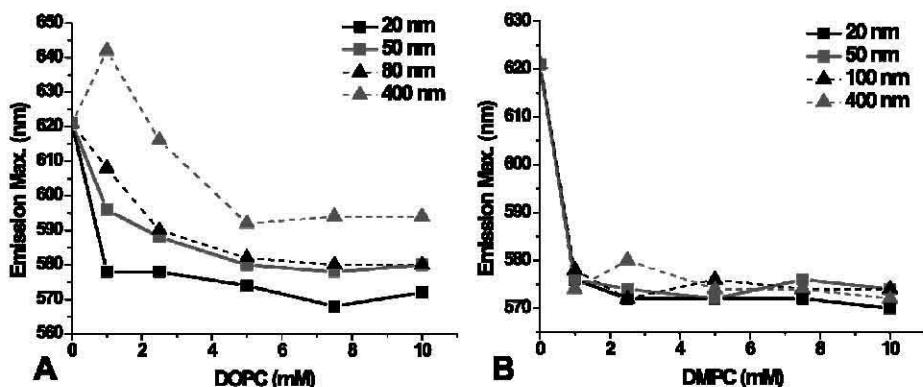 650
640
630
620
610
600
590
580
570
560
0 2 4 6 8 10
Emission Max. (nm)
DOPC (mM)
20 nm
50 nm
80 nm
400 nm
A
630
620
610
600
590
580
570
0 2 4 6 8 10
Emission Max. (nm)
DMPC (mM)
20 nm
50 nm
100 nm
400 nm
B